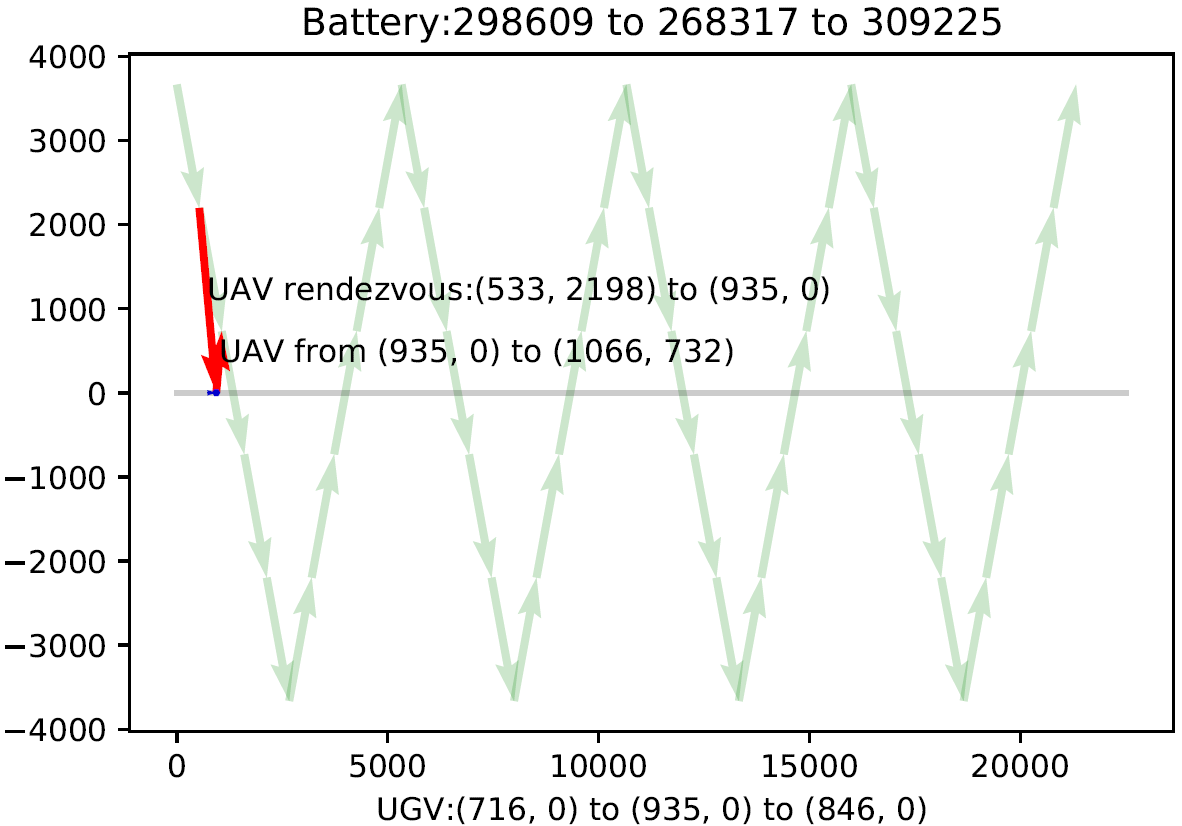 Battery:298609 to 268317 to 309225
4000
3000
2000
1000
0
−1000
−2000
−3000
−4000
UAV rendezvous:(533, 2198) to (935, 0)
UAV from (935, 0) to (1066, 732)
0 5000 10000 15000 20000
UGV:(716, 0) to (935, 0) to (846, 0)